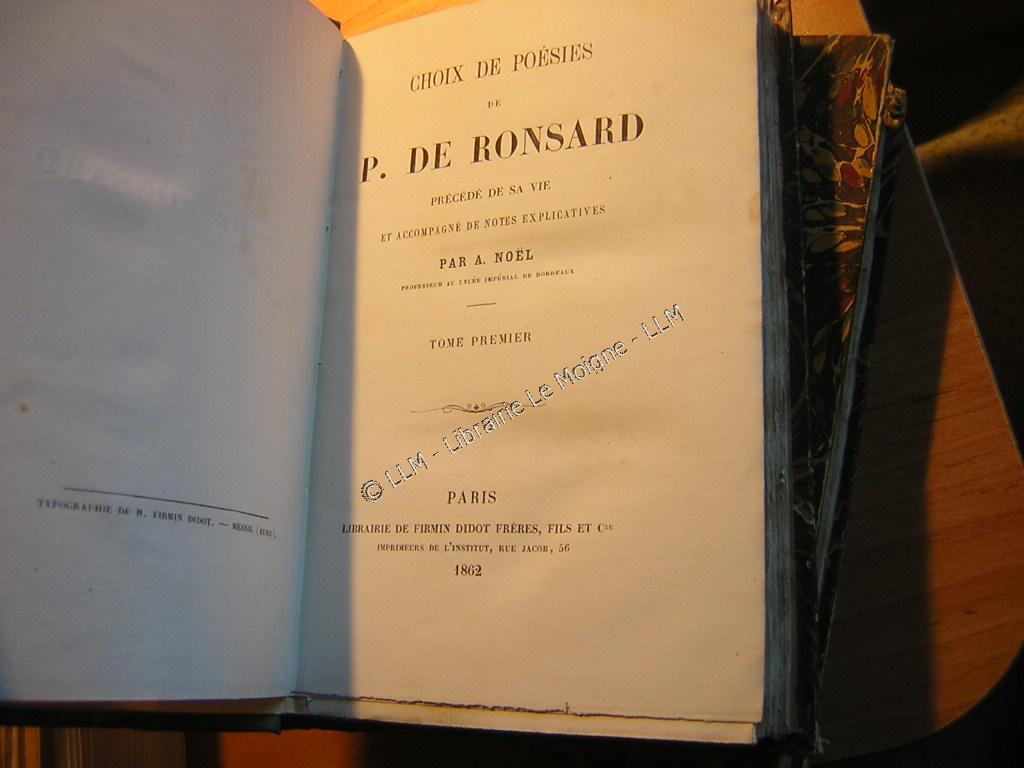 TYPOGRAPHIE DE H. FIRMIN DIDOT. — MESNIL (EURE).
CHOIX DE POÉSIES
DE
P. DE RONSARD
PRÉCÉDÉ DE SA VIE
ET ACCOMPAGNÉ DE NOTES EXPLICATIVES
PAR A. NOËL
PROFESSEUR AU LYCÉE IMPÉRIAL DE BORDEAUX
TOME PREMIER
© LLM - Librairie Le Moigne - LLM
PARIS
LIBRAIRIE DE FIRMIN DIDOT FRÈRES, FILS ET CIE
IMPRIMEURS DE L'INSTITUT, RUE JACOB, 56
1862